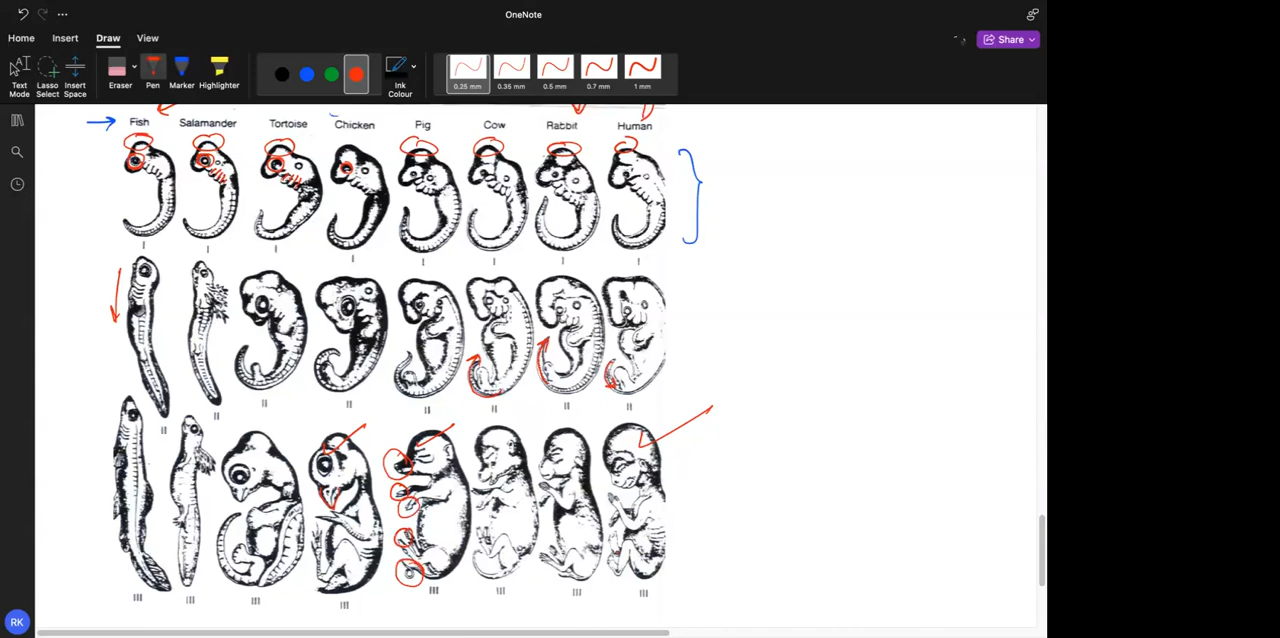 OneNote
Home Insert Draw View
Share
Text Mode
Lasso Select
Insert Space
Eraser
Pen
Marker
Highlighter
Ink Colour
0.25 mm
0.35 mm
0.5 mm
0.7 mm
1 mm
Fish Salamander Tortoise Chicken Pig Cow Rabbit Human
I I I I I I I I
II II II II II II II II
III III III III III III III III
RK